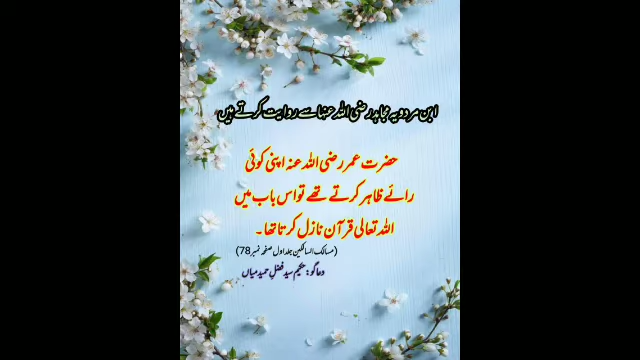 ابن مردویہ مجاہد رضی اللہ عنہا سے روایت کرتے ہیں
حضرت عمر رضی اللہ عنہ اپنی کوئی
رائے ظاہر کرتے تھے تو اس باب میں
اللہ تعالی قرآن نازل کرتا تھا ۔
(مسالک السالکین جلد اول صفحہ نمبر 78)
دعا گو : حکیم سید فضلِ حمید میاں